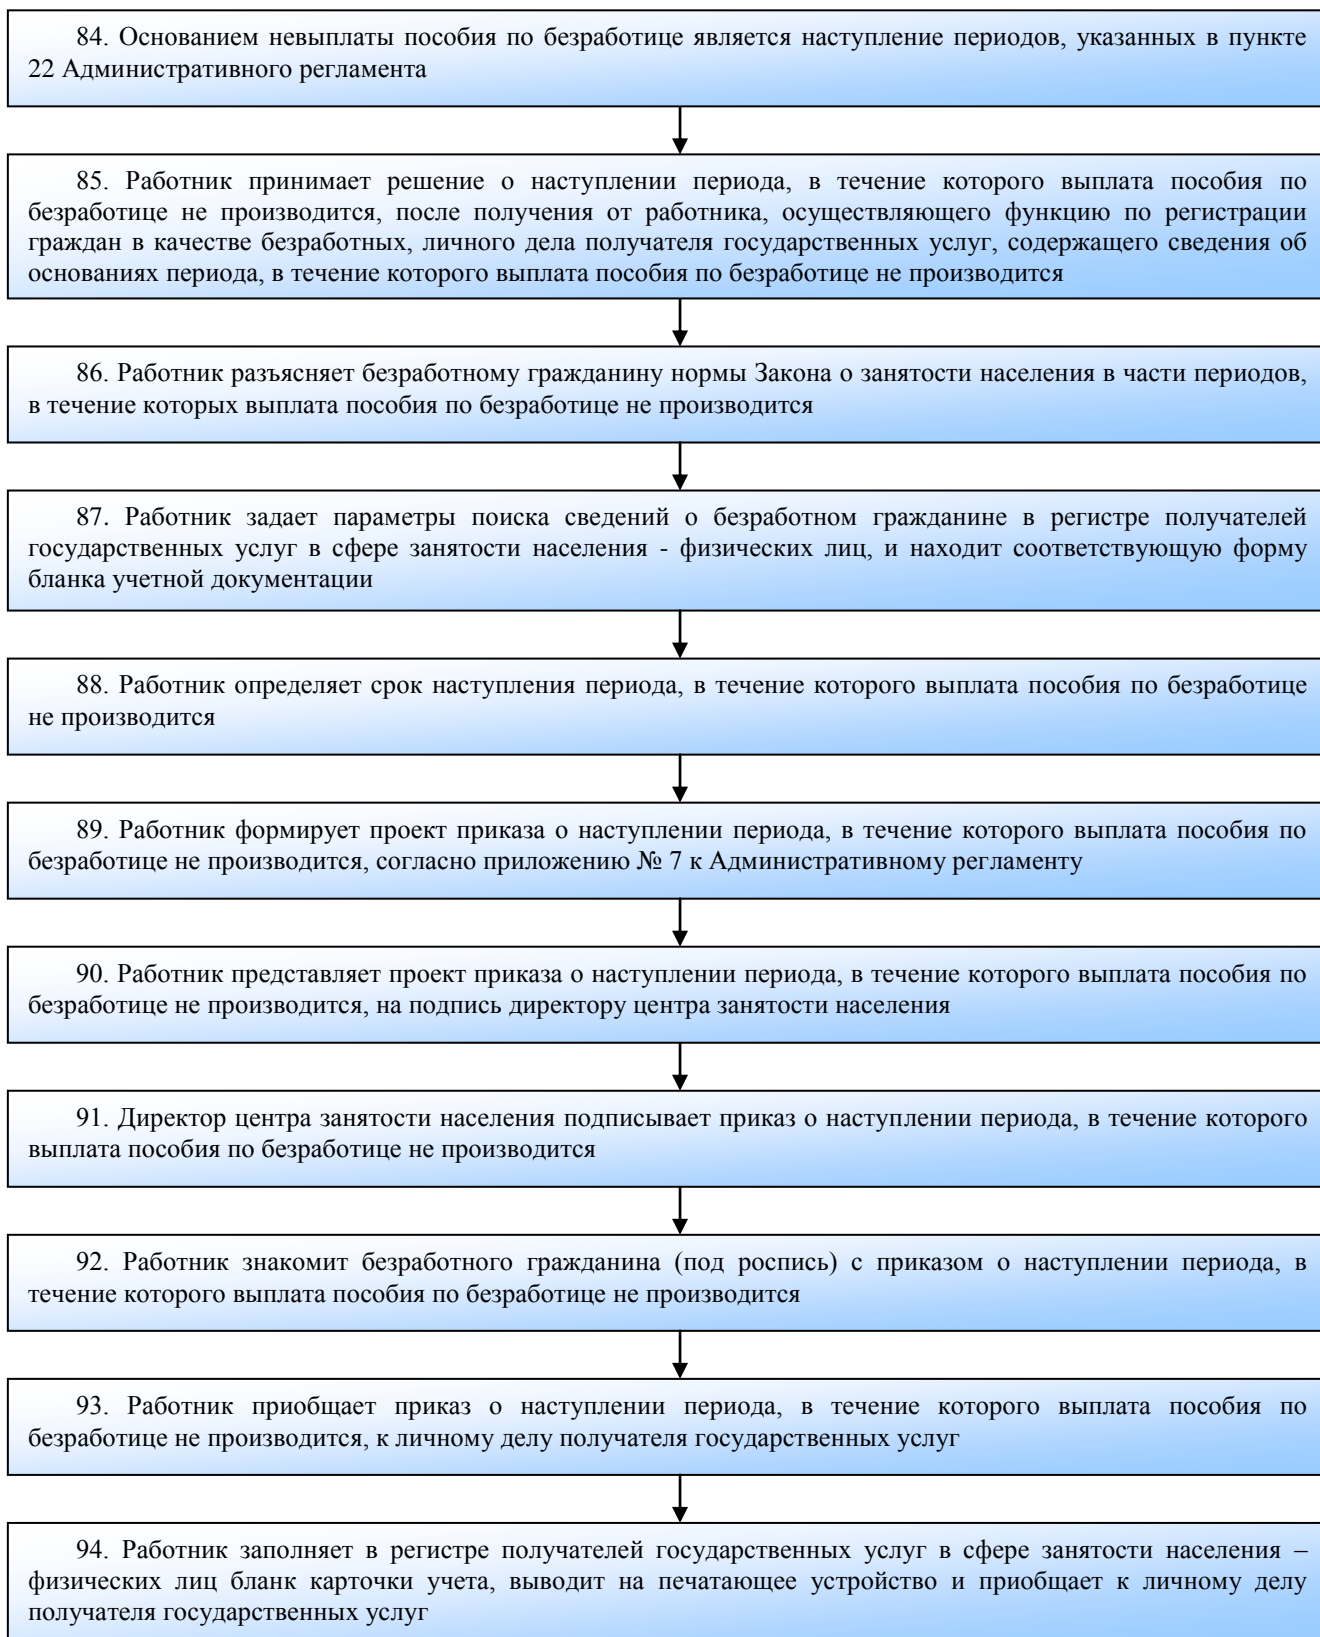 84. Основанием невыплаты пособия по безработице является наступление периодов, указанных в пункте
22 Административного регламента
85. Работник принимает решение о наступлении периода, в течение которого выплата пособия по
безработице не производится, после получения от работника, осуществляющего функцию по регистрации
граждан в качестве безработных, личного дела получателя государственных услуг, содержащего сведения об
основаниях периода, в течение которого выплата пособия по безработице не производится
86. Работник разъясняет безработному гражданину нормы Закона о занятости населения в части периодов,
в течение которых выплата пособия по безработице не производится
87. Работник задает параметры поиска сведений о безработном гражданине в регистре получателей
государственных услуг в сфере занятости населения - физических лиц, и находит соответствующую форму
бланка учетной документации
88. Работник определяет срок наступления периода, в течение которого выплата пособия по безработице
не производится
89. Работник формирует проект приказа о наступлении периода, в течение которого выплата пособия по
безработице не производится, согласно приложению № 7 к Административному регламенту
90. Работник представляет проект приказа о наступлении периода, в течение которого выплата пособия по
безработице не производится, на подпись директору центра занятости населения
91. Директор центра занятости населения подписывает приказ о наступлении периода, в течение которого
выплата пособия по безработице не производится
92. Работник знакомит безработного гражданина (под роспись) с приказом о наступлении периода, в
течение которого выплата пособия по безработице не производится
93. Работник приобщает приказ о наступлении периода, в течение которого выплата пособия по
безработице не производится, к личному делу получателя государственных услуг
94. Работник заполняет в регистре получателей государственных услуг в сфере занятости населения –
физических лиц бланк карточки учета, выводит на печатающее устройство и приобщает к личному делу
получателя государственных услуг